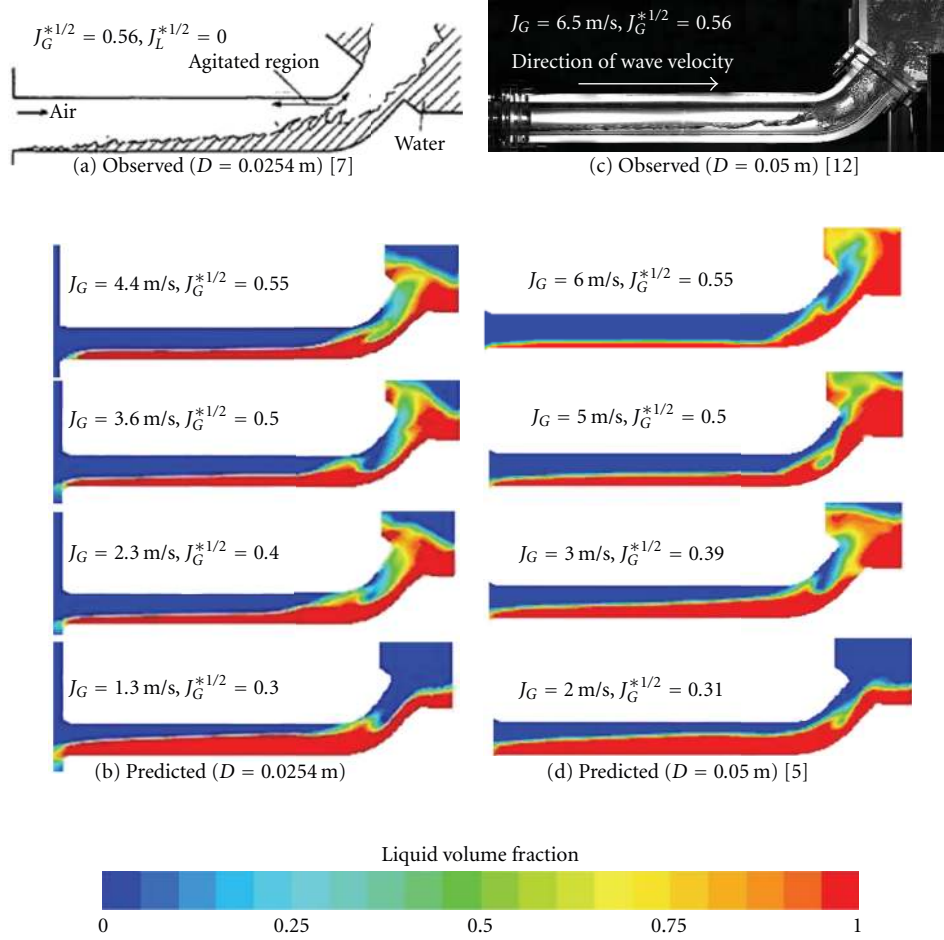 J_G^{*1/2} = 0.56, J_L^{*1/2} = 0
Agitated region
Air
Water
(a) Observed (D = 0.0254 m) [7]
J_G = 6.5 m/s, J_G^{*1/2} = 0.56
Direction of wave velocity
(c) Observed (D = 0.05 m) [12]
J_G = 4.4 m/s, J_G^{*1/2} = 0.55
J_G = 3.6 m/s, J_G^{*1/2} = 0.5
J_G = 2.3 m/s, J_G^{*1/2} = 0.4
J_G = 1.3 m/s, J_G^{*1/2} = 0.3
(b) Predicted (D = 0.0254 m)
J_G = 6 m/s, J_G^{*1/2} = 0.55
J_G = 5 m/s, J_G^{*1/2} = 0.5
J_G = 3 m/s, J_G^{*1/2} = 0.39
J_G = 2 m/s, J_G^{*1/2} = 0.31
(d) Predicted (D = 0.05 m) [5]
Liquid volume fraction
0 0.25 0.5 0.75 1